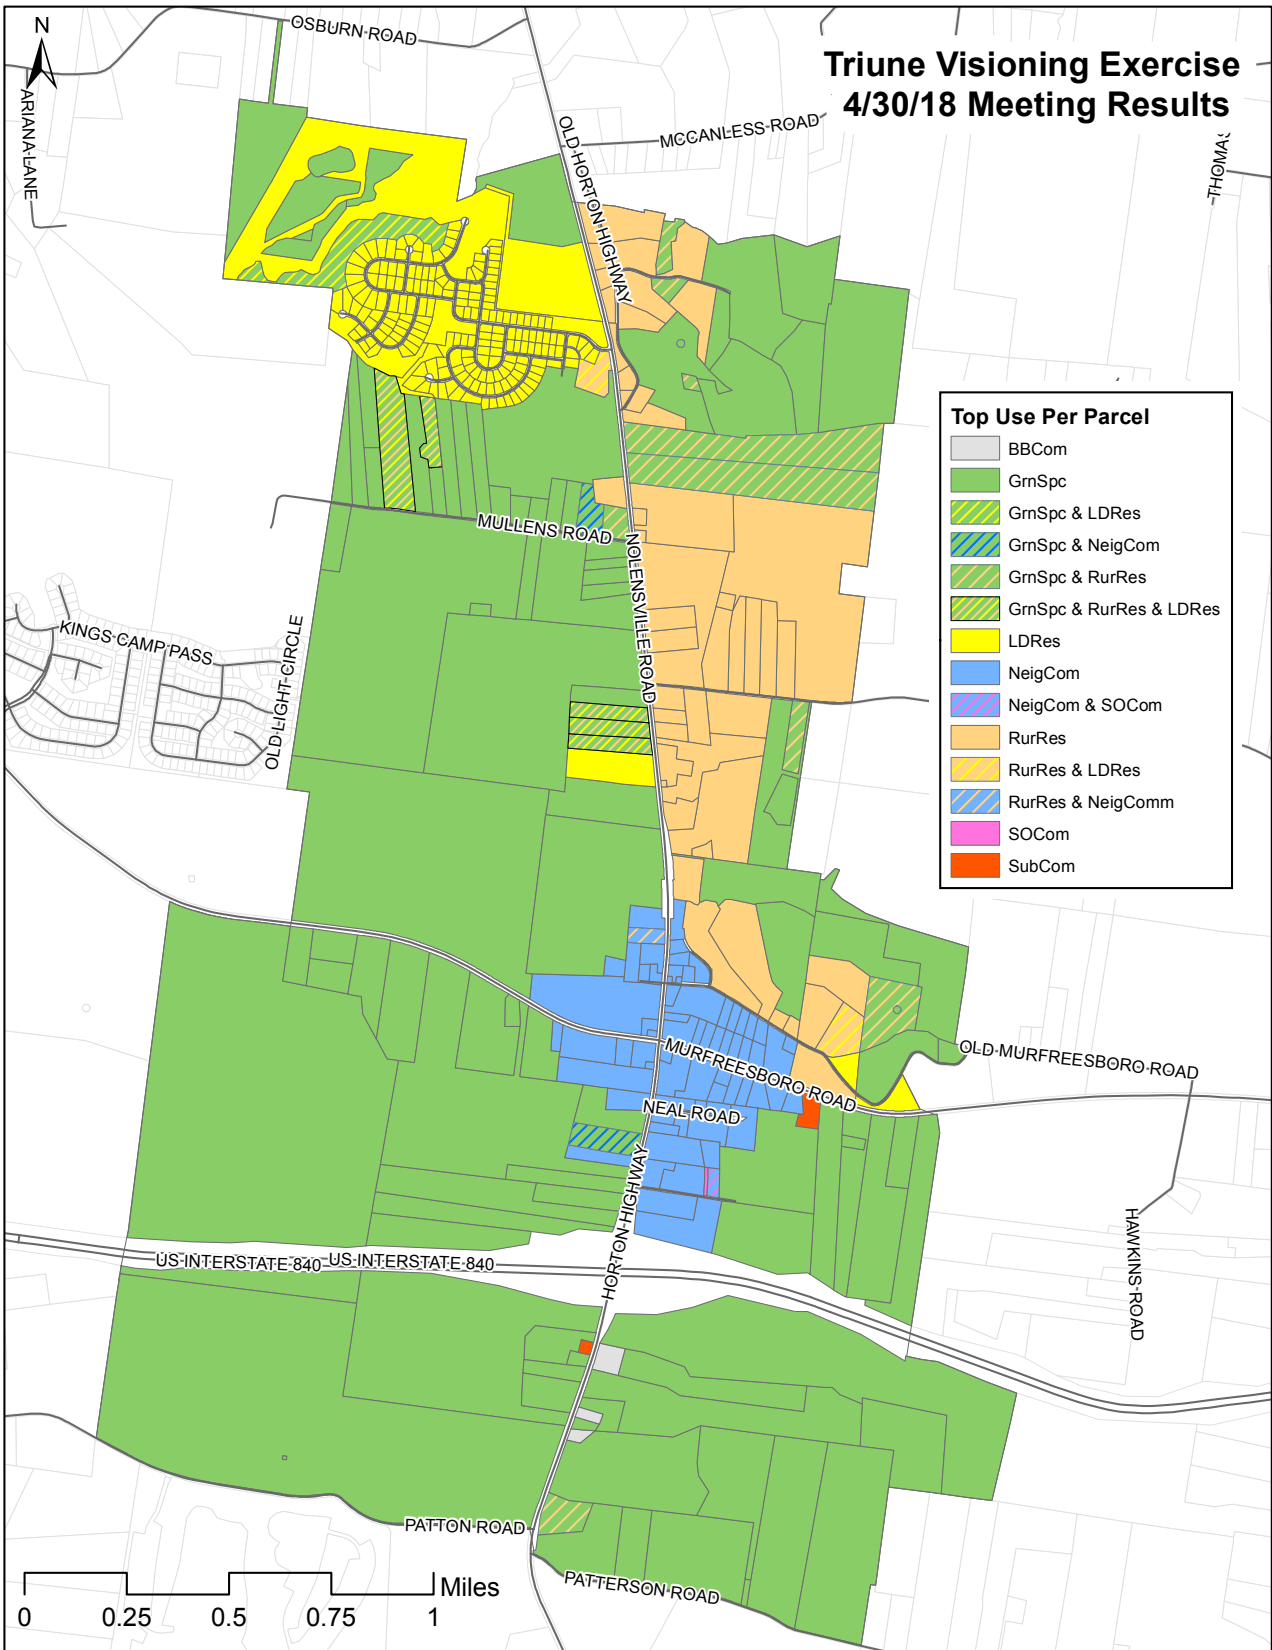 N
OSBURN ROAD
Triune Visioning Exercise
4/30/18 Meeting Results
ARIANA LANE
OLD HORTON HIGHWAY
MCCANLESS ROAD
THOMAS
Top Use Per Parcel
BBCom
GrnSpc
GrnSpc & LDRes
GrnSpc & NeigCom
GrnSpc & RurRes
GrnSpc & RurRes & LDRes
LDRes
NeigCom
NeigCom & SOCom
RurRes
RurRes & LDRes
RurRes & NeigComm
SOCom
SubCom
MULLENS ROAD
NOLENSVILLE ROAD
KINGS CAMP PASS
OLD LIGHT CIRCLE
MURFREESBORO ROAD
OLD MURFREESBORO ROAD
NEAL ROAD
HORTON HIGHWAY
HAWKINS ROAD
US INTERSTATE 840
US INTERSTATE 840
PATTON ROAD
PATTERSON ROAD
Miles
0 0.25 0.5 0.75 1